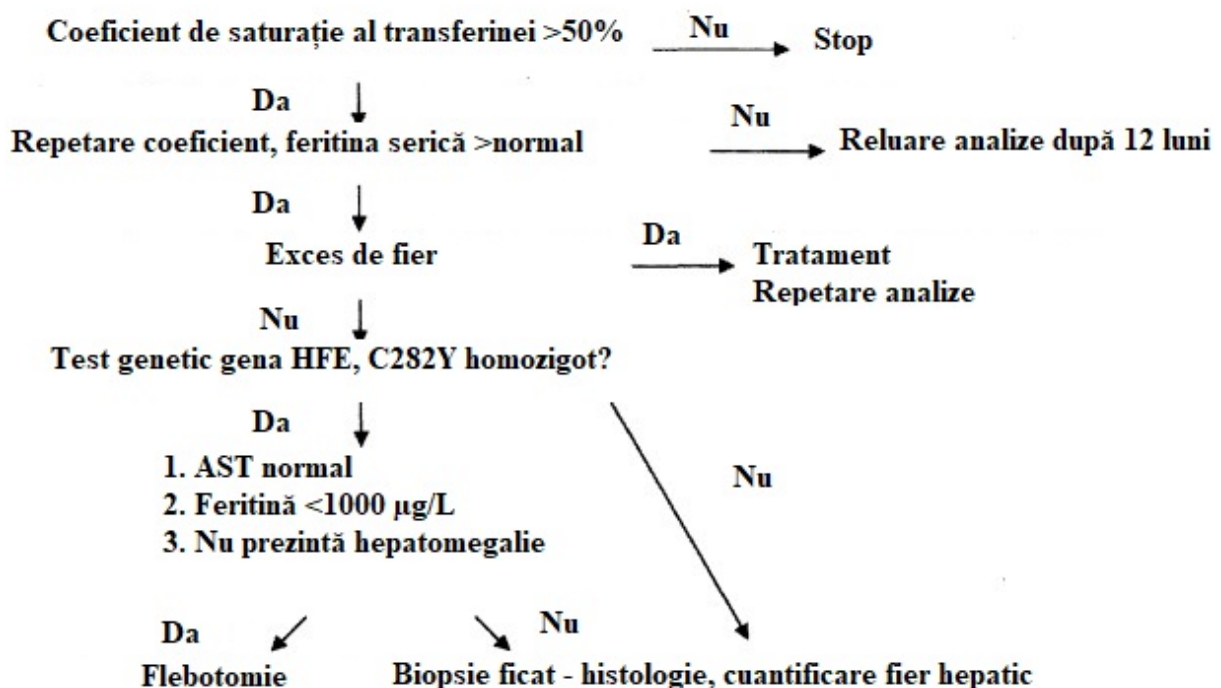 Coeficient de saturație al transferinei >50%
Nu
Stop
Da
Repetare coeficient, feritina serică >normal
Nu
Reluare analize după 12 luni
Da
Exces de fier
Da
Tratament
Repetare analize
Nu
Test genetic gena HFE, C282Y homozigot?
Da
1. AST normal
2. Feritină <1000 µg/L
3. Nu prezintă hepatomegalie
Nu
Da
Flebotomie
Nu
Biopsie ficat - histologie, cuantificare fier hepatic